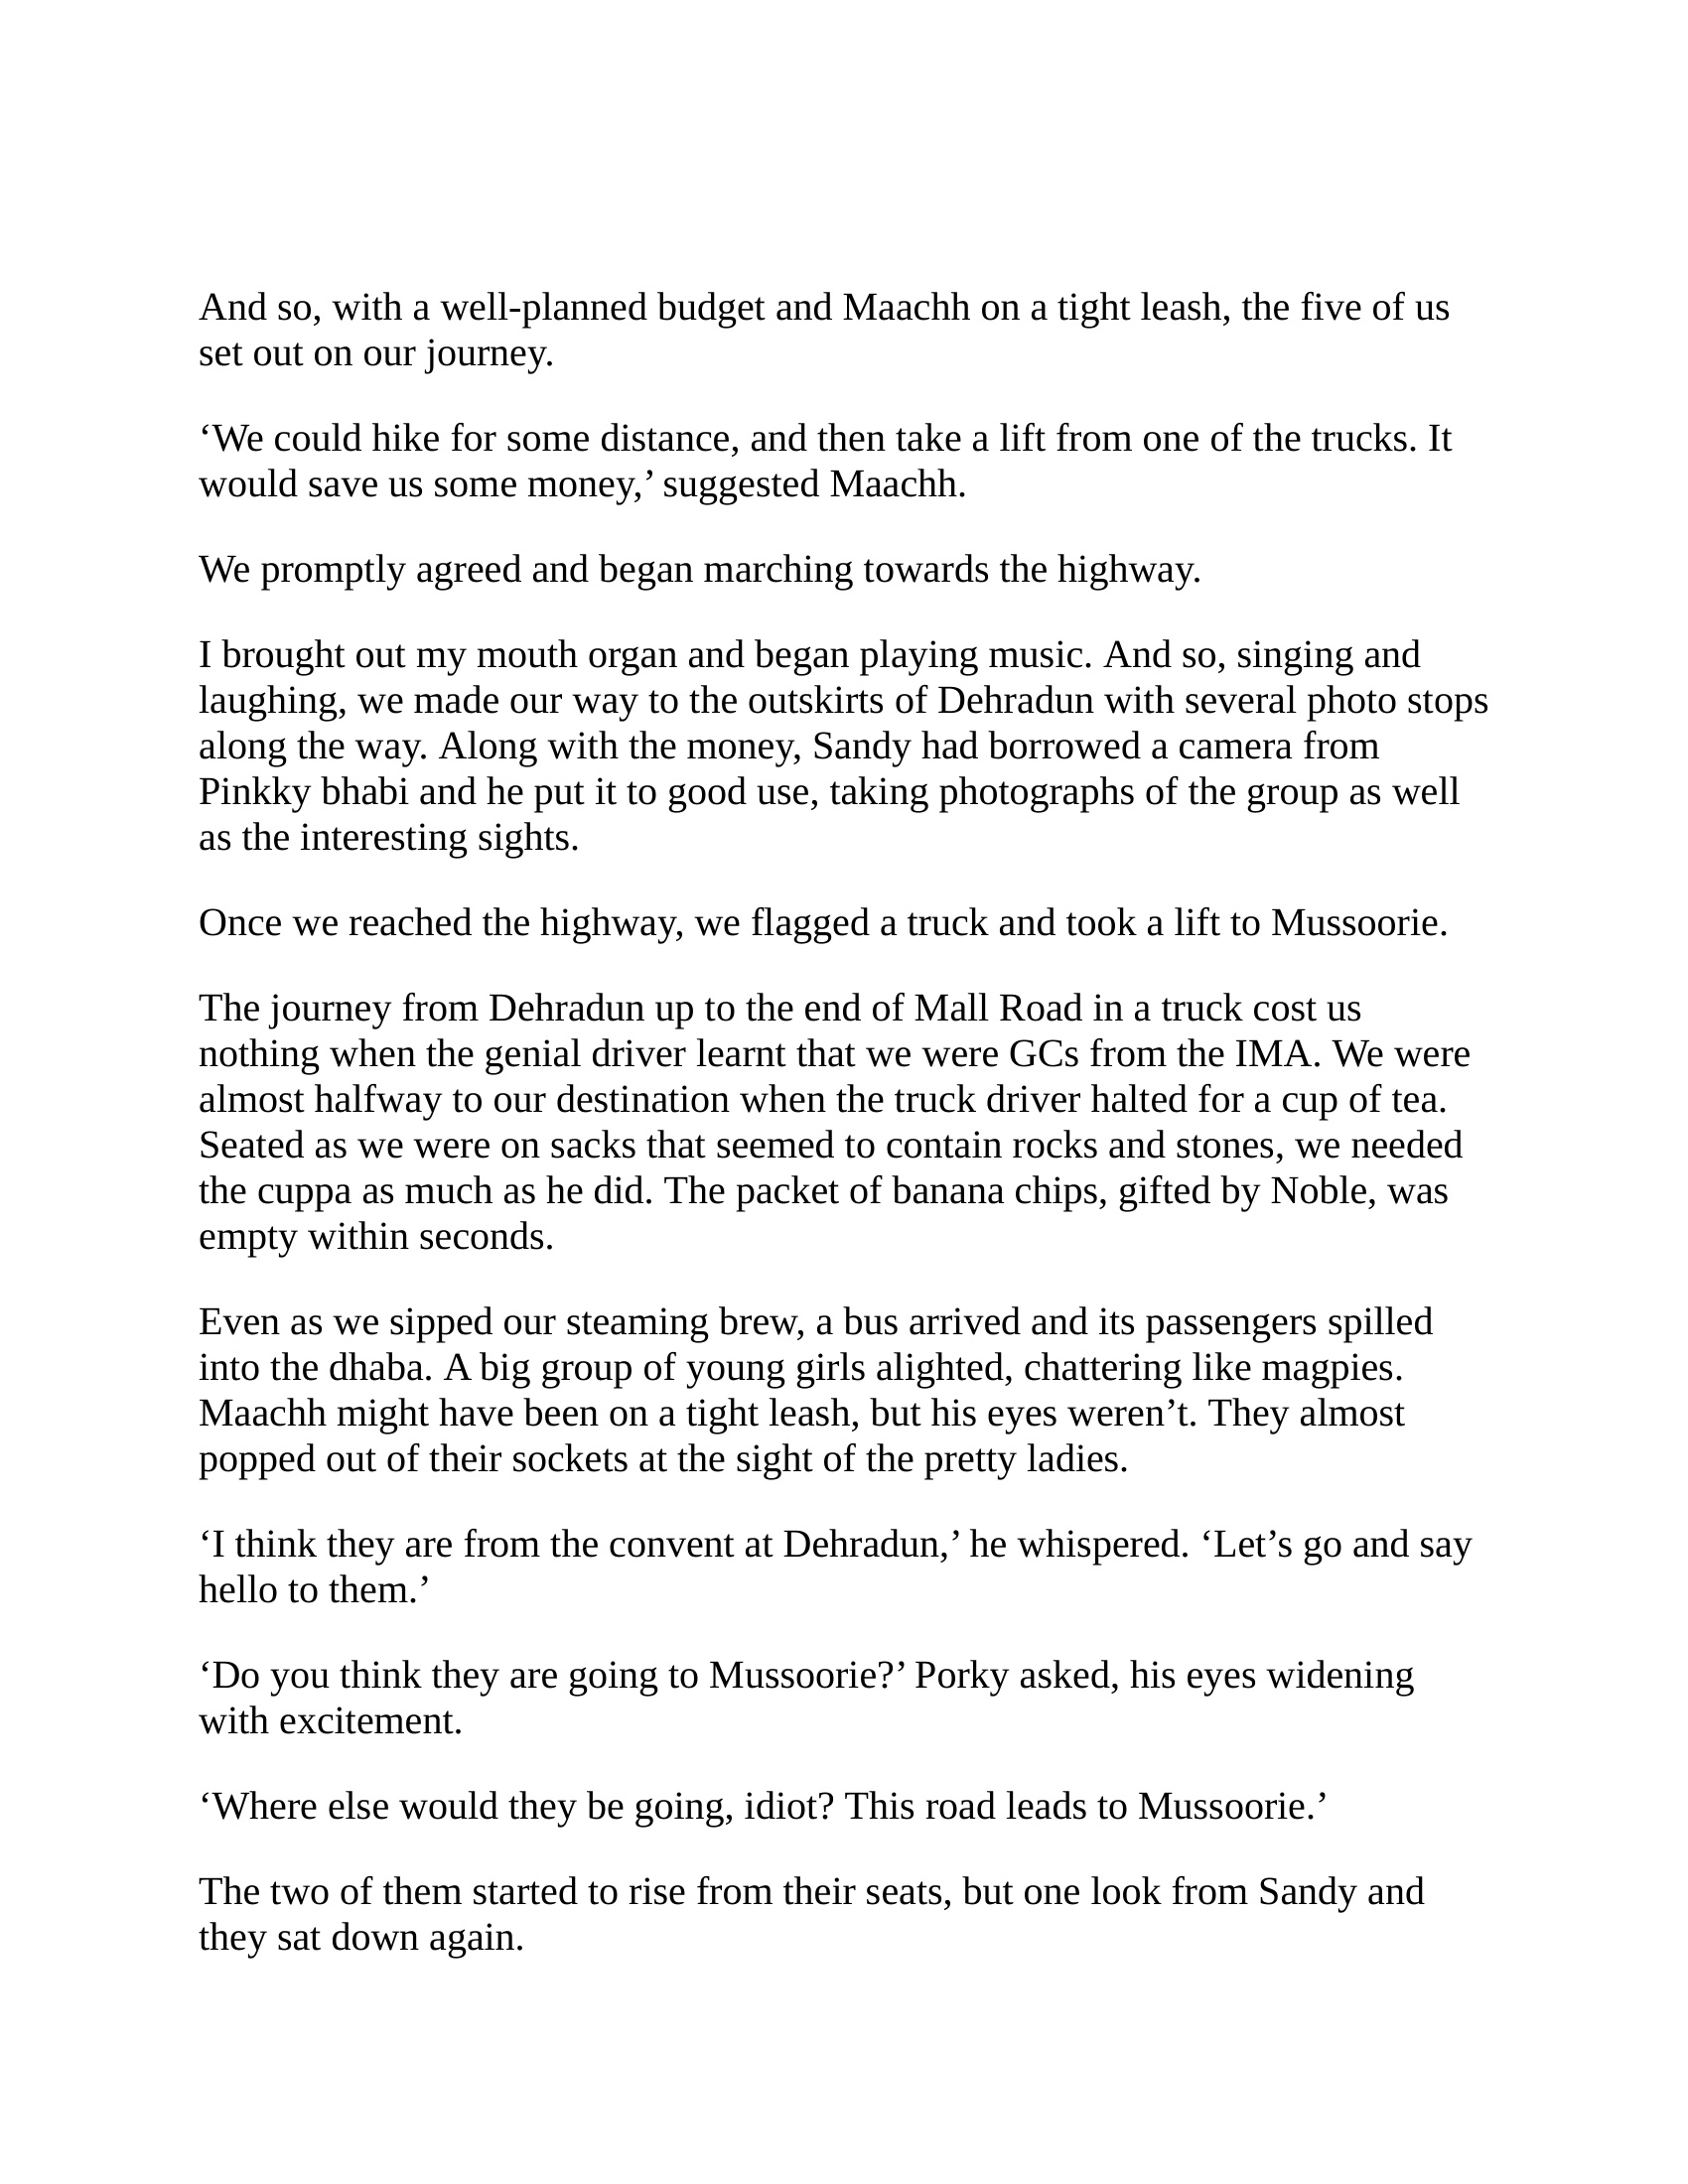 And so, with a well-planned budget and Maachh on a tight leash, the five of us
set out on our journey.
‘We could hike for some distance, and then take a lift from one of the trucks. It
would save us some money,’ suggested Maachh.
We promptly agreed and began marching towards the highway.
I brought out my mouth organ and began playing music. And so, singing and
laughing, we made our way to the outskirts of Dehradun with several photo stops
along the way. Along with the money, Sandy had borrowed a camera from
Pinkky bhabi and he put it to good use, taking photographs of the group as well
as the interesting sights.
Once we reached the highway, we flagged a truck and took a lift to Mussoorie.
The journey from Dehradun up to the end of Mall Road in a truck cost us
nothing when the genial driver learnt that we were GCs from the IMA. We were
almost halfway to our destination when the truck driver halted for a cup of tea.
Seated as we were on sacks that seemed to contain rocks and stones, we needed
the cuppa as much as he did. The packet of banana chips, gifted by Noble, was
empty within seconds.
Even as we sipped our steaming brew, a bus arrived and its passengers spilled
into the dhaba. A big group of young girls alighted, chattering like magpies.
Maachh might have been on a tight leash, but his eyes weren’t. They almost
popped out of their sockets at the sight of the pretty ladies.
‘I think they are from the convent at Dehradun,’ he whispered. ‘Let’s go and say
hello to them.’
‘Do you think they are going to Mussoorie?’ Porky asked, his eyes widening
with excitement.
‘Where else would they be going, idiot? This road leads to Mussoorie.’
The two of them started to rise from their seats, but one look from Sandy and
they sat down again.